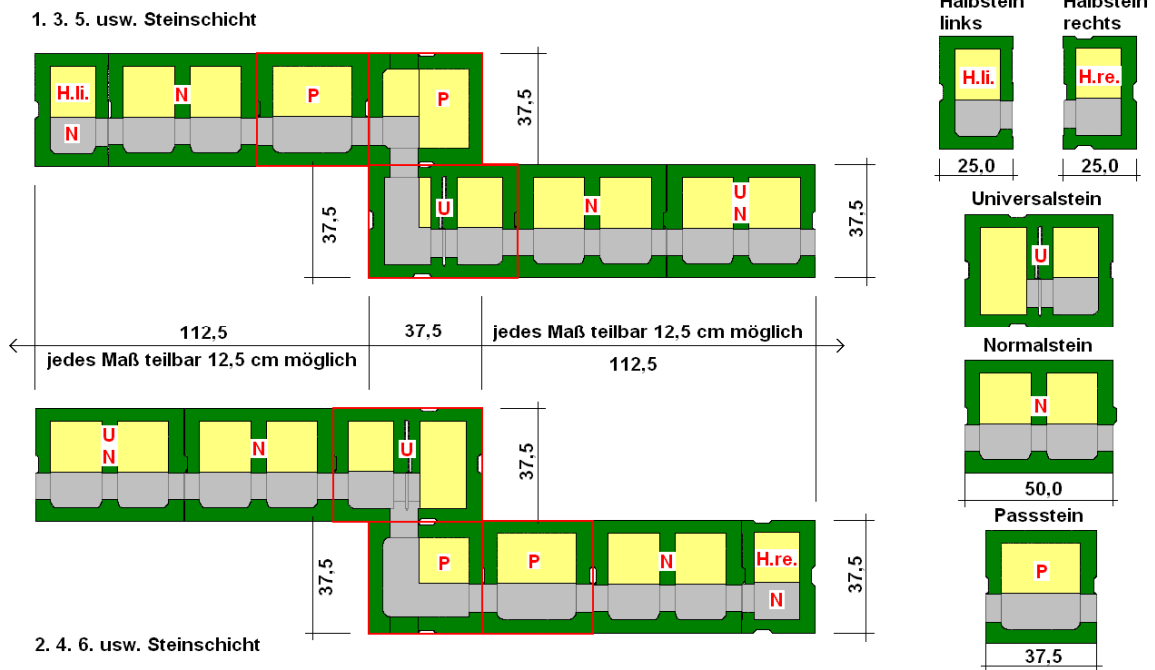 1. 3. 5. usw. Steinschicht
H.li.
N
N
P
P
37,5
37,5
U
N
U
N
37,5
112,5
37,5
jedes Maß teilbar 12,5 cm möglich
jedes Maß teilbar 12,5 cm möglich
112,5
U
N
N
U
37,5
37,5
P
P
N
H.re.
N
37,5
2. 4. 6. usw. Steinschicht
Halbstein
links
Halbstein
rechts
H.li.
H.re.
25,0
25,0
Universalstein
U
Normalstein
N
50,0
Passstein
P
37,5